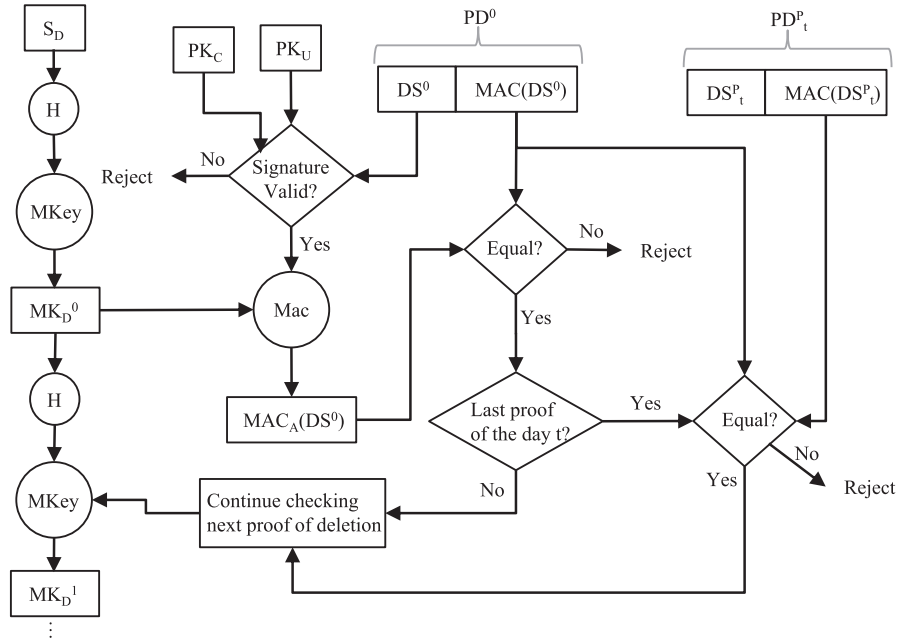 S_D
PK_C
PK_U
PD^0
PD^P_t
DS^0
MAC(DS^0)
DS^P_t
MAC(DS^P_t)
H
Signature
Valid?
No
Reject
Yes
MKey
Equal?
No
Reject
Yes
MK_D^0
Mac
H
MAC_A(DS^0)
Last proof
of the day t?
Yes
Equal?
No
Reject
Yes
No
MKey
Continue checking
next proof of deletion
MK_D^1
⋮